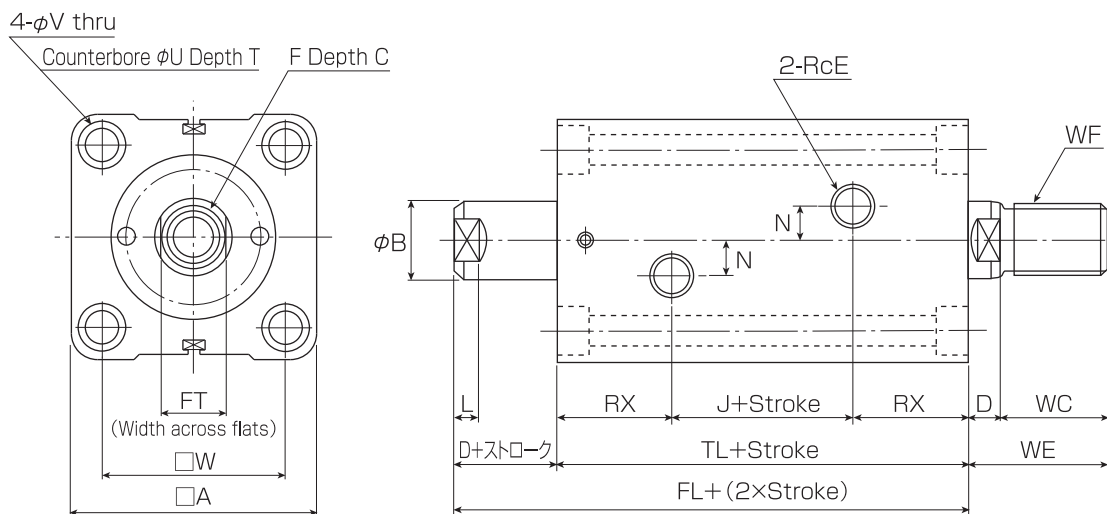 4-φV thru
Counterbore φU Depth T
F Depth C
2-RcE
WF
φB
N
N
FT
(Width across flats)
□W
□A
L
RX
J+Stroke
RX
D
WC
D+ストローク
TL+Stroke
WE
FL+(2×Stroke)